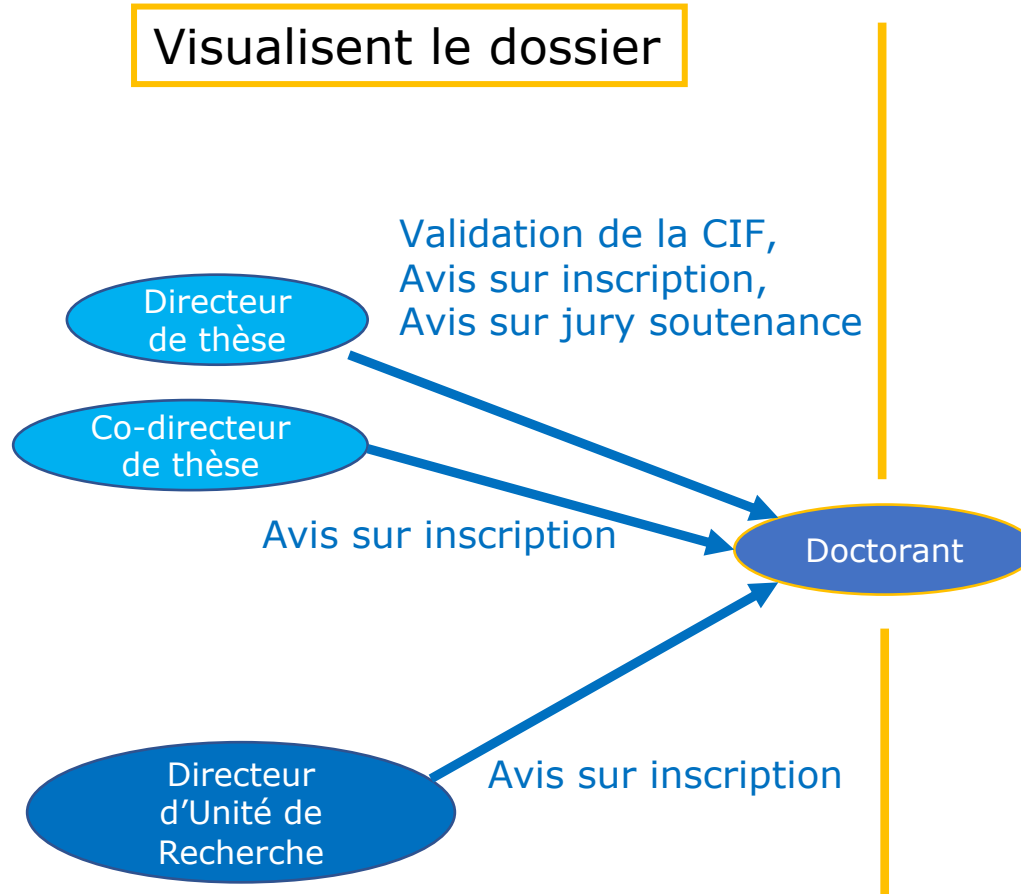 Visualisent le dossier
Validation de la CIF,
Avis sur inscription,
Avis sur jury soutenance
Directeur
de thèse
Co-directeur
de thèse
Avis sur inscription
Doctorant
Directeur
d’Unité de
Recherche
Avis sur inscription